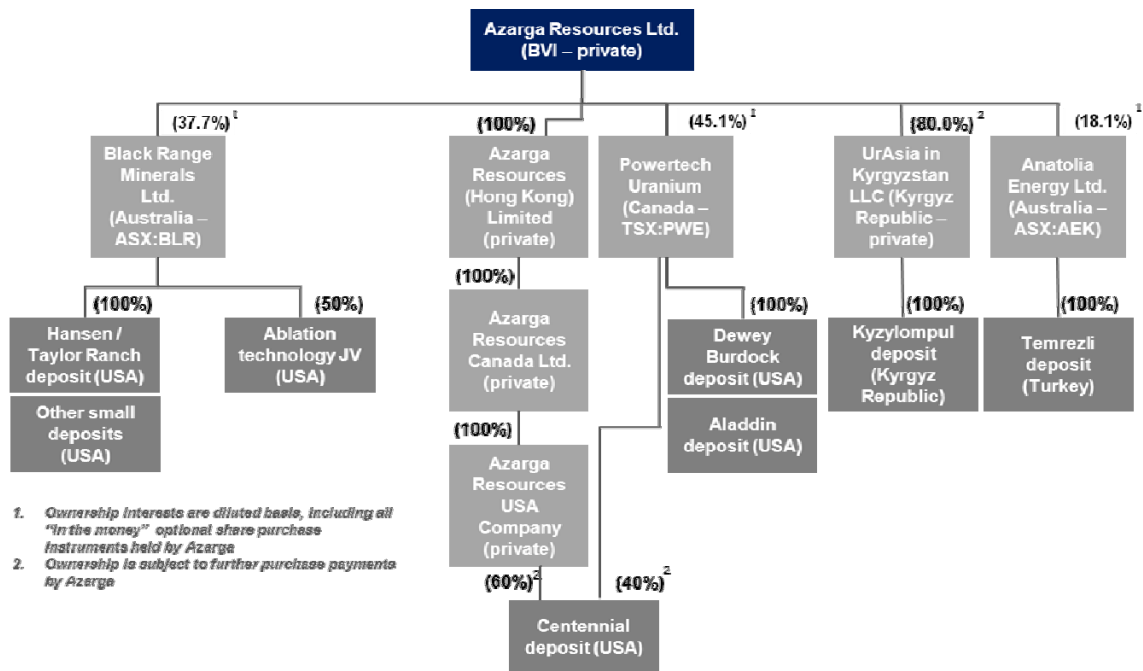 Azarga Resources Ltd.
(BVI – private)
(37.7%) 1
(100%)
(45.1%) 1
(80.0%) 2
(18.1%) 1
Black Range
Minerals
Ltd.
(Australia –
ASX:BLR)
Azarga
Resources
(Hong Kong)
Limited
(private)
Powertech
Uranium
(Canada –
TSX:PWE)
UrAsia in
Kyrgyzstan
LLC (Kyrgyz
Republic –
private)
Anatolia
Energy Ltd.
(Australia –
ASX:AEK)
(100%)
(50%)
(100%)
(100%)
(100%)
(100%)
Hansen /
Taylor Ranch
deposit (USA)
Other small
deposits
(USA)
Ablation
technology JV
(USA)
Azarga
Resources
Canada Ltd.
(private)
Dewey
Burdock
deposit (USA)
Aladdin
deposit (USA)
Kyzylompul
deposit
(Kyrgyz
Republic)
Temrezli
deposit
(Turkey)
(100%)
Azarga
Resources
USA
Company
(private)
(60%) 2
(40%) 2
Centennial
deposit (USA)
1. Ownership interests are diluted basis, including all
"in the money" optional share purchase
instruments held by Azarga
2. Ownership is subject to further purchase payments
by Azarga